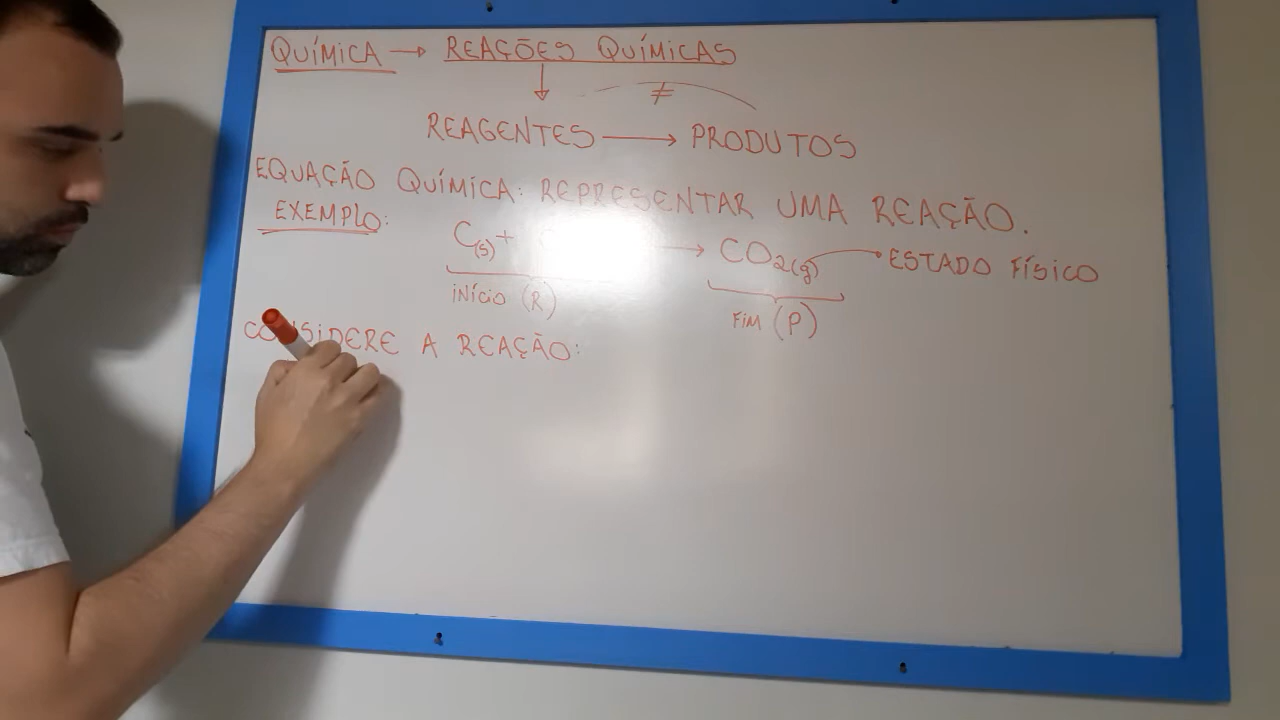 QUÍMICA → REAÇÕES QUÍMICAS
↓ ≠
REAGENTES → PRODUTOS
EQUAÇÃO QUÍMICA: REPRESENTAR UMA REAÇÃO.
EXEMPLO: C(s) + → CO2(g) → ESTADO FÍSICO
INÍCIO (R) FIM (P)
CONSIDERE A REAÇÃO: